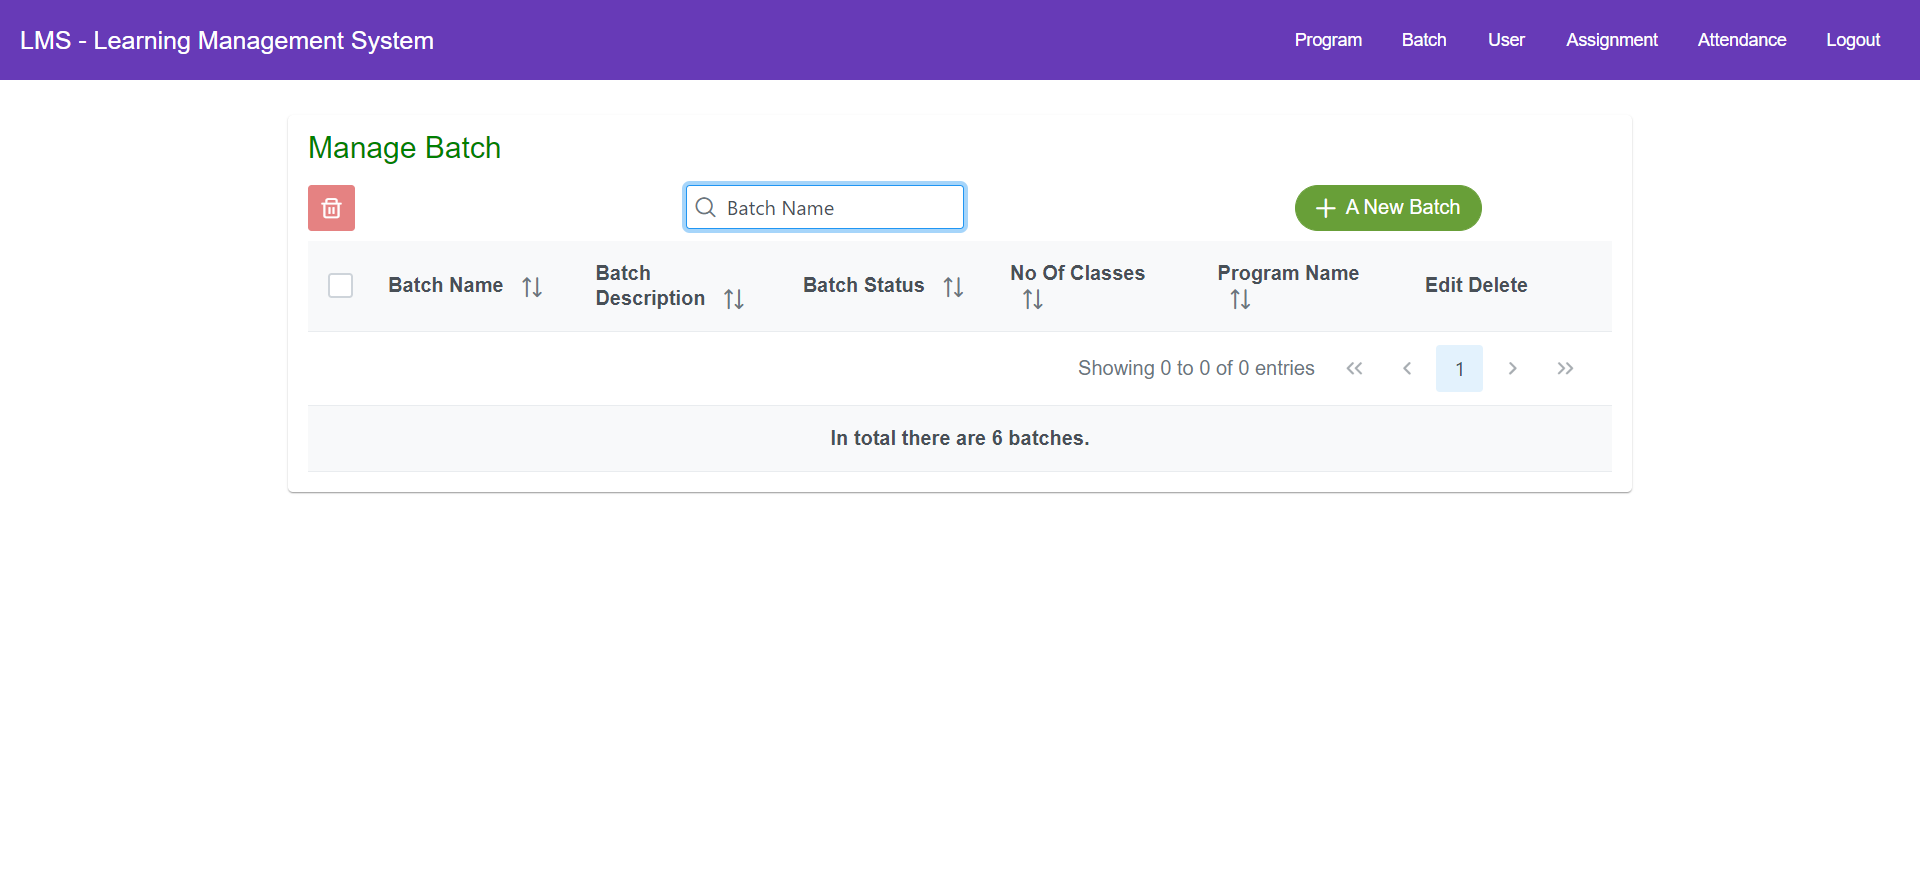 LMS - Learning Management System
Program Batch User Assignment Attendance Logout
Manage Batch
Batch Name
A New Batch
Batch Name Batch Description Batch Status No Of Classes Program Name Edit Delete
Showing 0 to 0 of 0 entries
1
In total there are 6 batches.